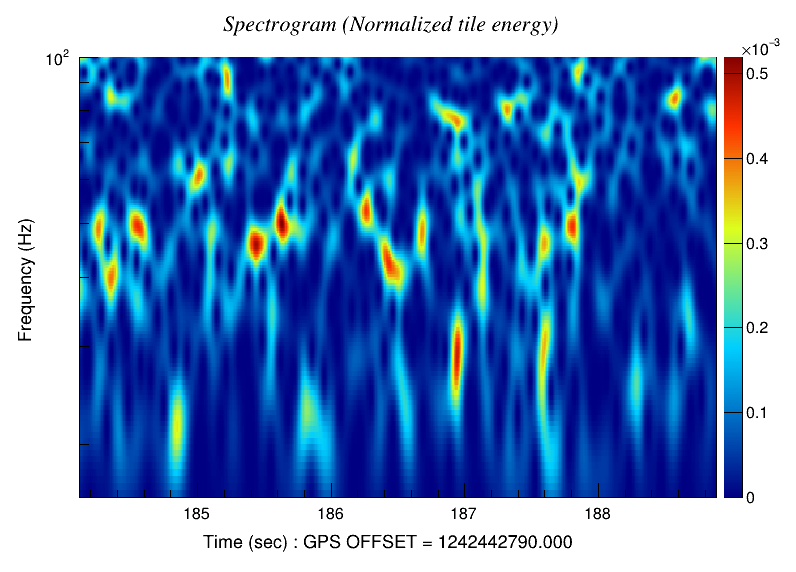 Spectrogram (Normalized tile energy)
×10⁻³
10²
0.5
0.4
0.3
0.2
0.1
0
Frequency (Hz)
185 186 187 188
Time (sec) : GPS OFFSET = 1242442790.000